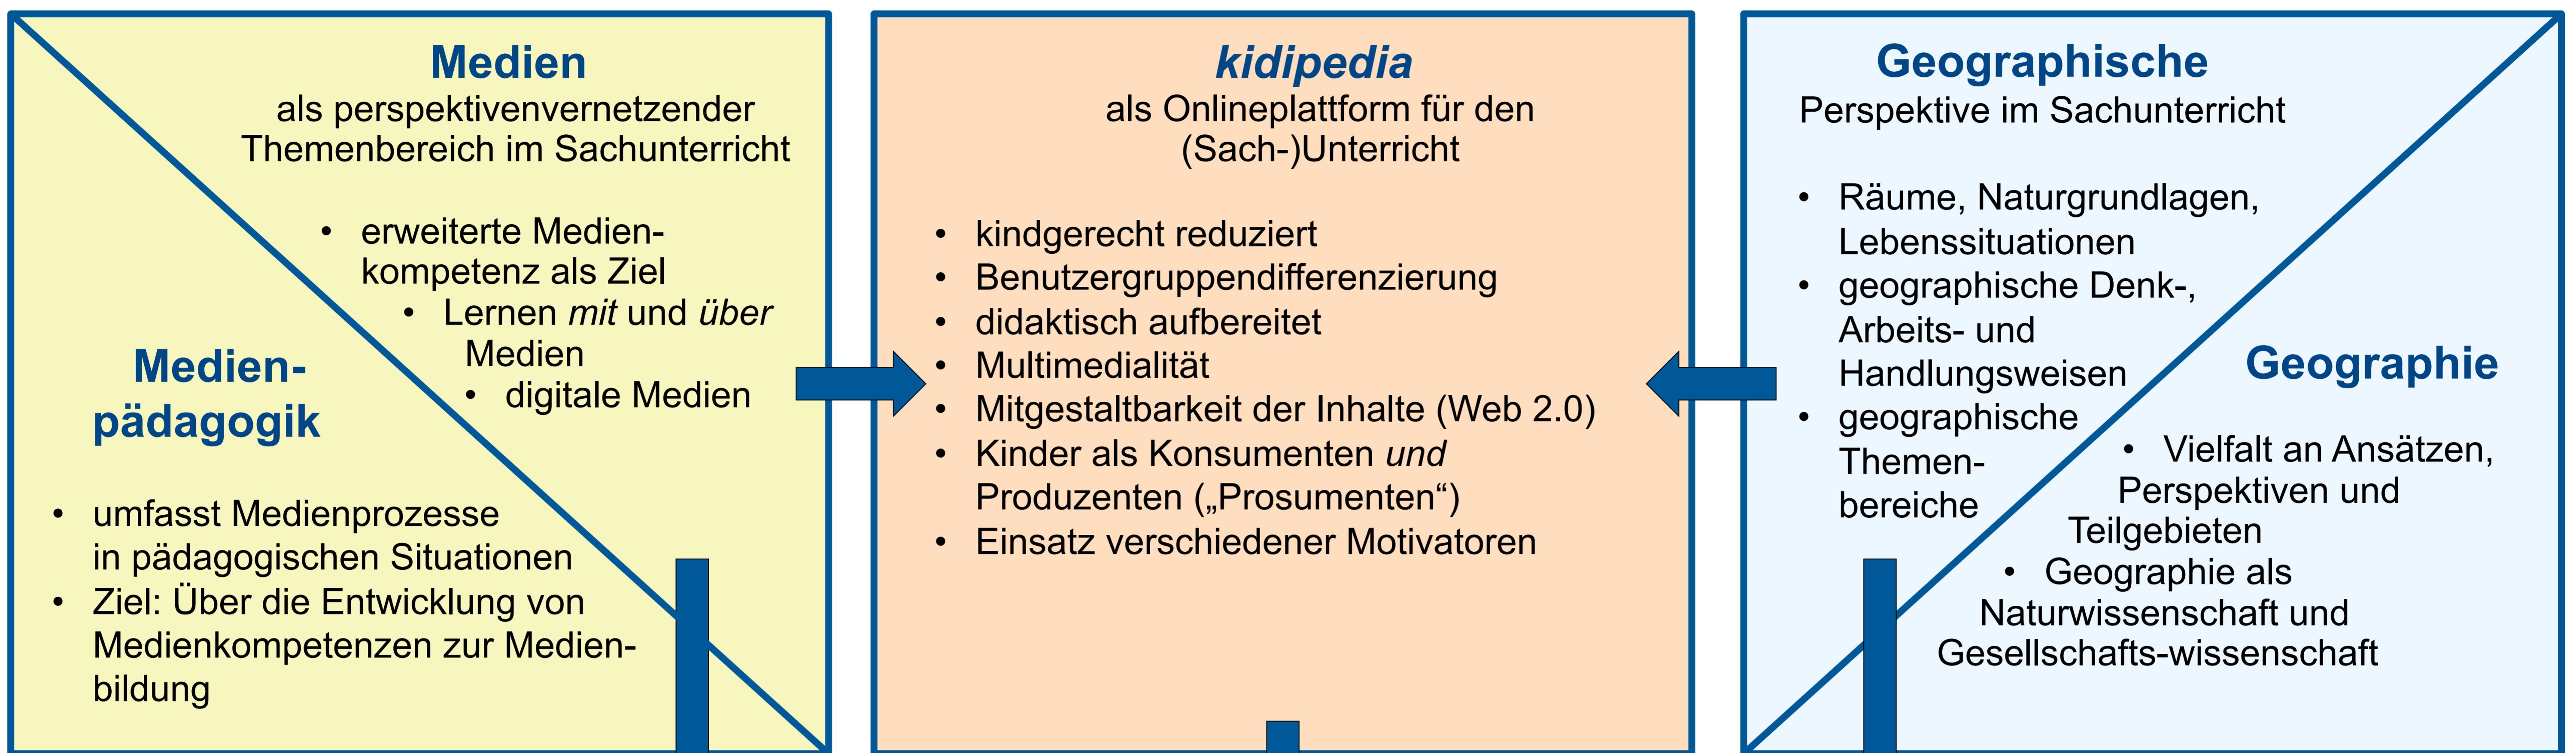 Medien
als perspektivenvernetzender
Themenbereich im Sachunterricht
• erweiterte Medien-
kompetenz als Ziel
• Lernen mit und über
Medien
• digitale Medien
Medien-
pädagogik
• umfasst Medienprozesse
in pädagogischen Situationen
• Ziel: Über die Entwicklung von
Medienkompetenzen zur Medien-
bildung
kidipedia
als Onlineplattform für den
(Sach-)Unterricht
• kindgerecht reduziert
• Benutzergruppendifferenzierung
• didaktisch aufbereitet
• Multimedialität
• Mitgestaltbarkeit der Inhalte (Web 2.0)
• Kinder als Konsumenten und
Produzenten („Prosumenten“)
• Einsatz verschiedener Motivatoren
Geographische
Perspektive im Sachunterricht
• Räume, Naturgrundlagen,
Lebenssituationen
• geographische Denk-,
Arbeits- und
Handlungsweisen
• geographische
Themen-
bereiche
Geographie
• Vielfalt an Ansätzen,
Perspektiven und
Teilgebieten
• Geographie als
Naturwissenschaft und
Gesellschafts-wissenschaft